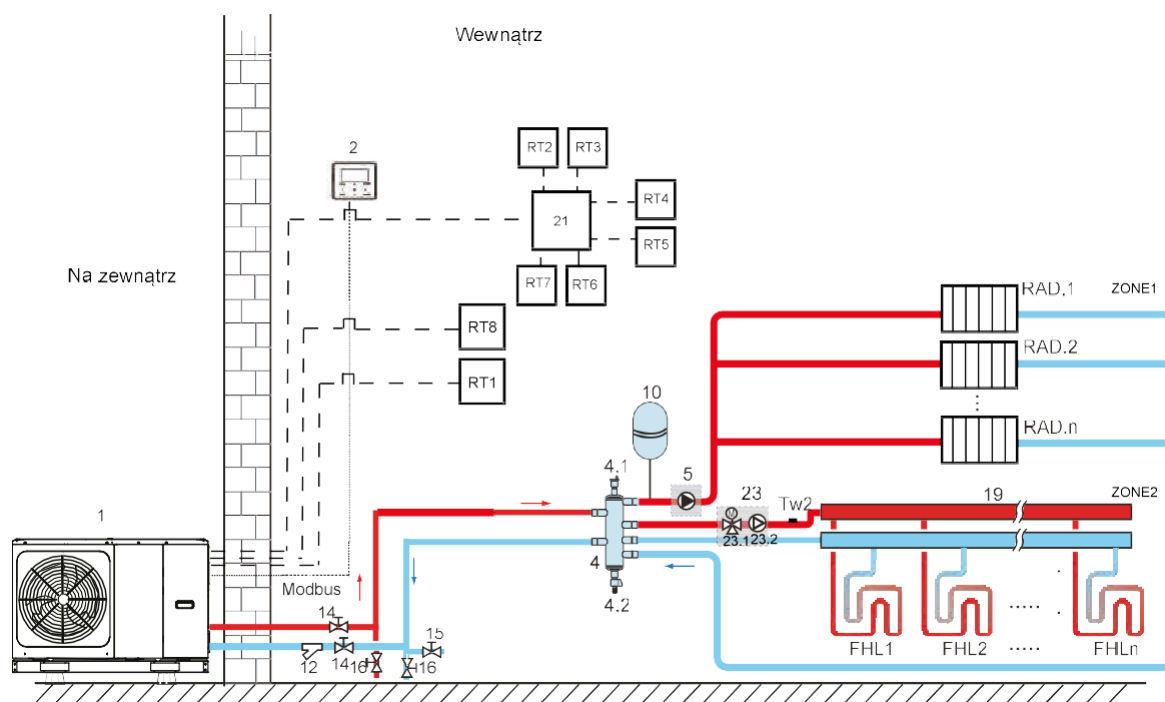 Wewnątrz
Na zewnątrz
2
RT2
RT3
RT4
21
RT5
RT7
RT6
RT8
RT1
RAD.1
ZONE1
RAD.2
RAD.n
10
5
4.1
23
Tw2
19
ZONE2
M
23.1
23.2
4
4.2
1
Modbus
14
15
12
14
16
16
FHL1
FHL2
FHLn